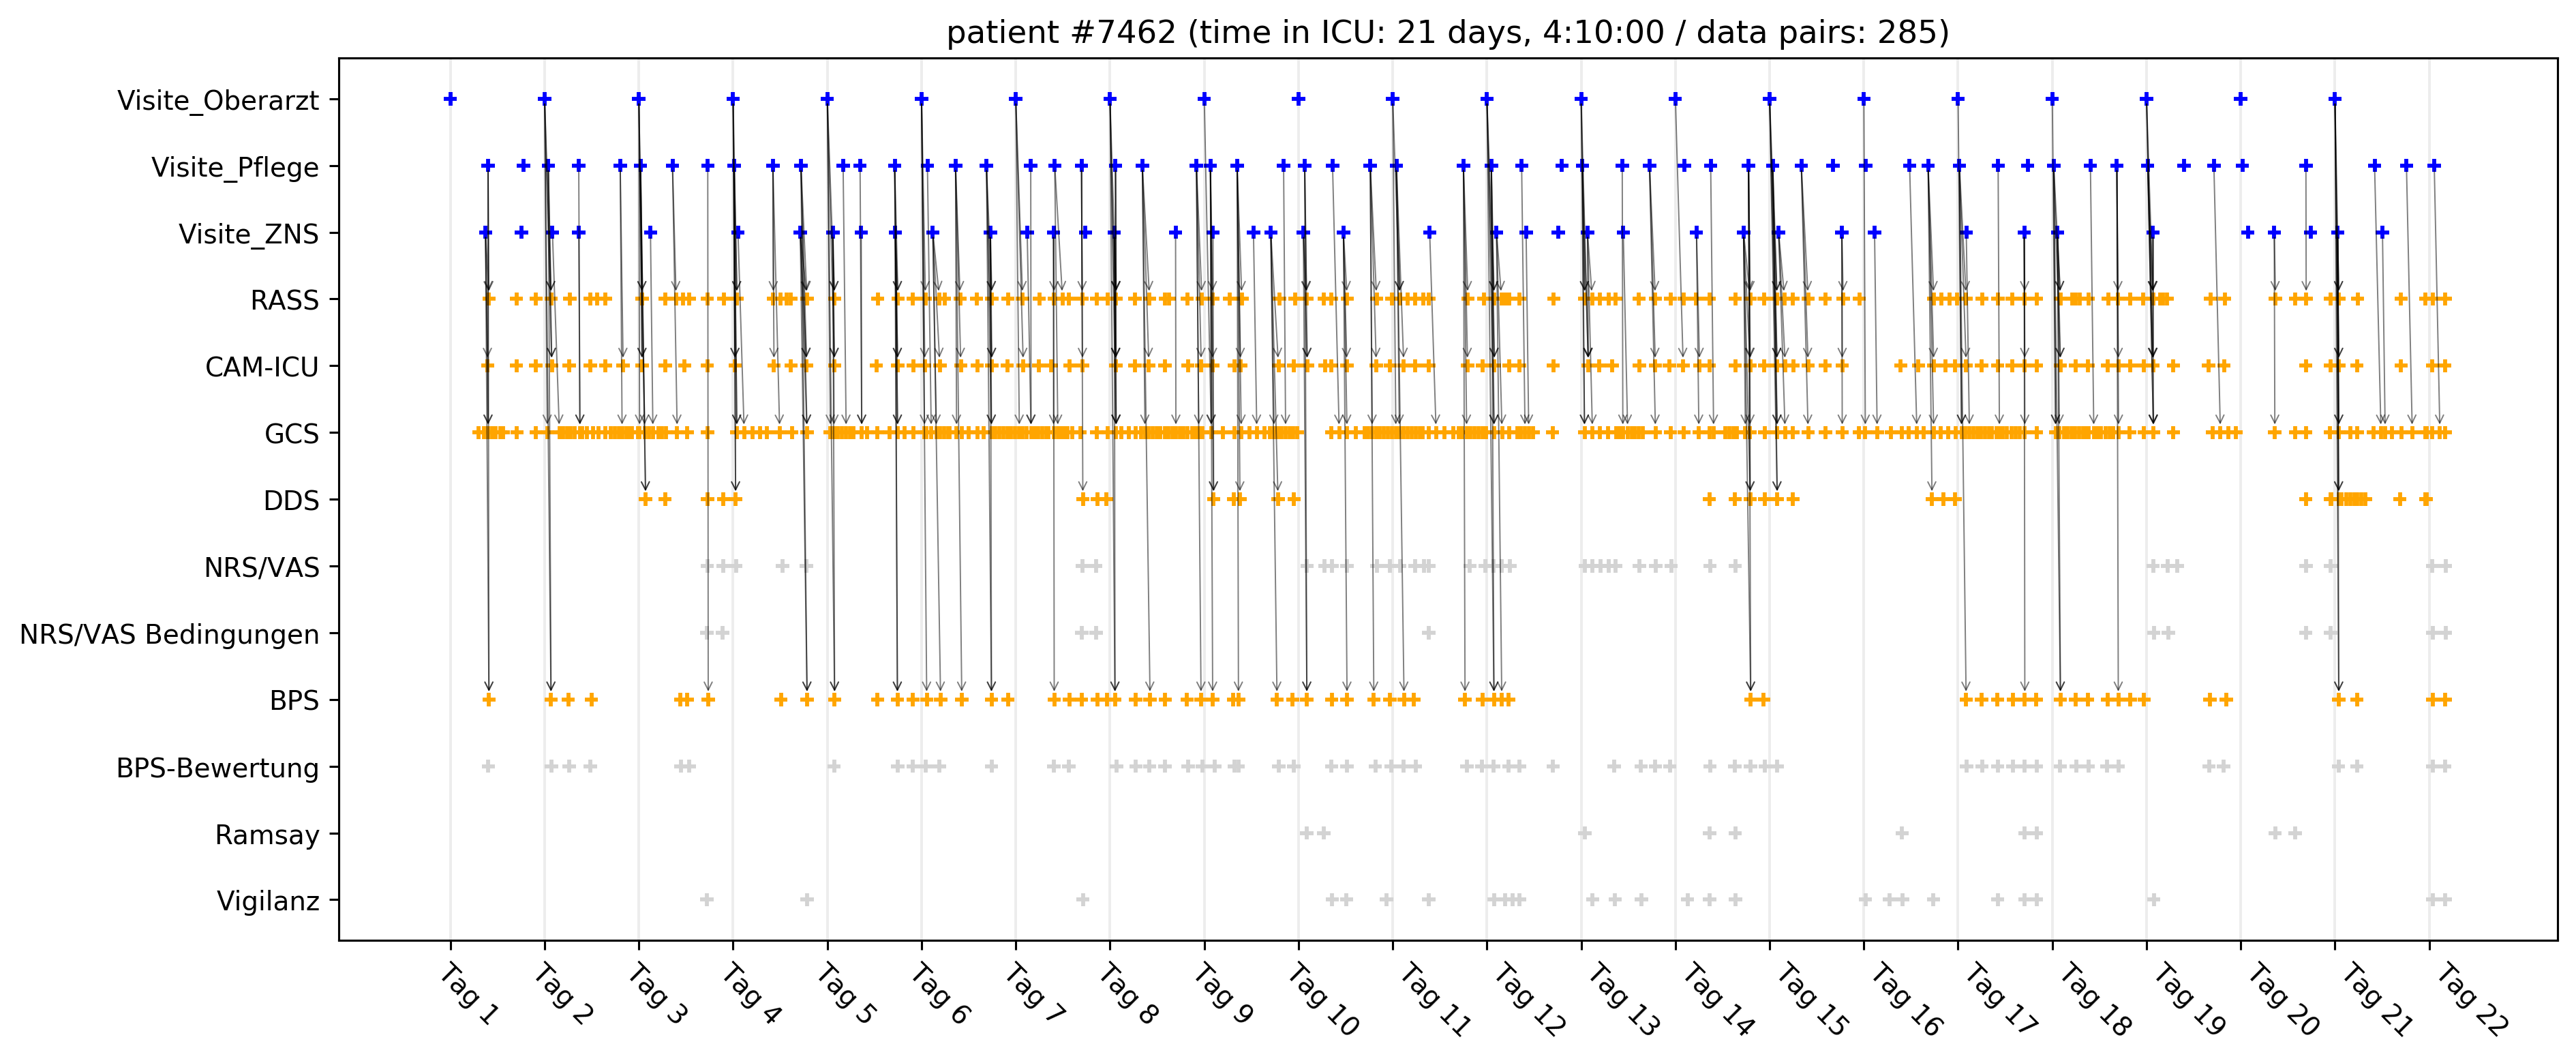 patient #7462 (time in ICU: 21 days, 4:10:00 / data pairs: 285)
Visite_Oberarzt
Visite_Pflege
Visite_ZNS
RASS
CAM-ICU
GCS
DDS
NRS/VAS
NRS/VAS Bedingungen
BPS
BPS-Bewertung
Ramsay
Vigilanz
Tag 1
Tag 2
Tag 3
Tag 4
Tag 5
Tag 6
Tag 7
Tag 8
Tag 9
Tag 10
Tag 11
Tag 12
Tag 13
Tag 14
Tag 15
Tag 16
Tag 17
Tag 18
Tag 19
Tag 20
Tag 21
Tag 22